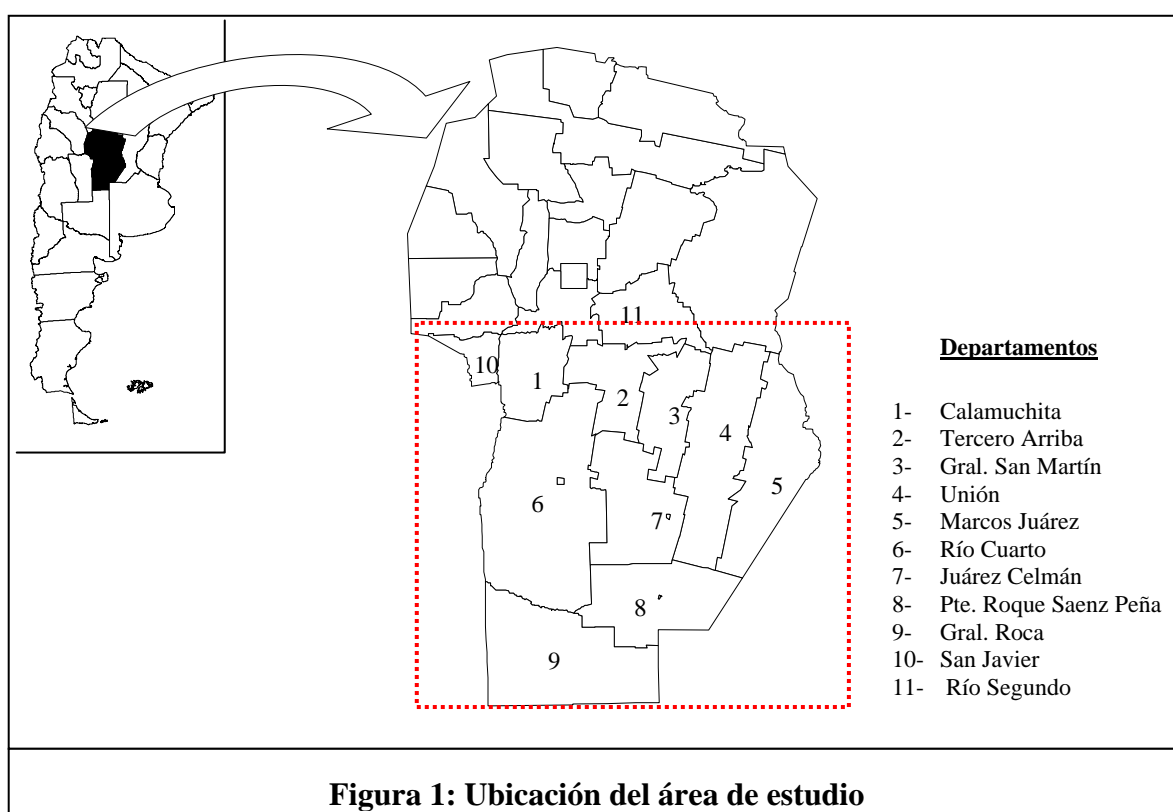 11
10
1
2
3
4
5
6
7
8
9
Departamentos
1- Calamuchita
2- Tercero Arriba
3- Gral. San Martín
4- Unión
5- Marcos Juárez
6- Río Cuarto
7- Juárez Celmán
8- Pte. Roque Saenz Peña
9- Gral. Roca
10- San Javier
11- Río Segundo
Figura 1: Ubicación del área de estudio